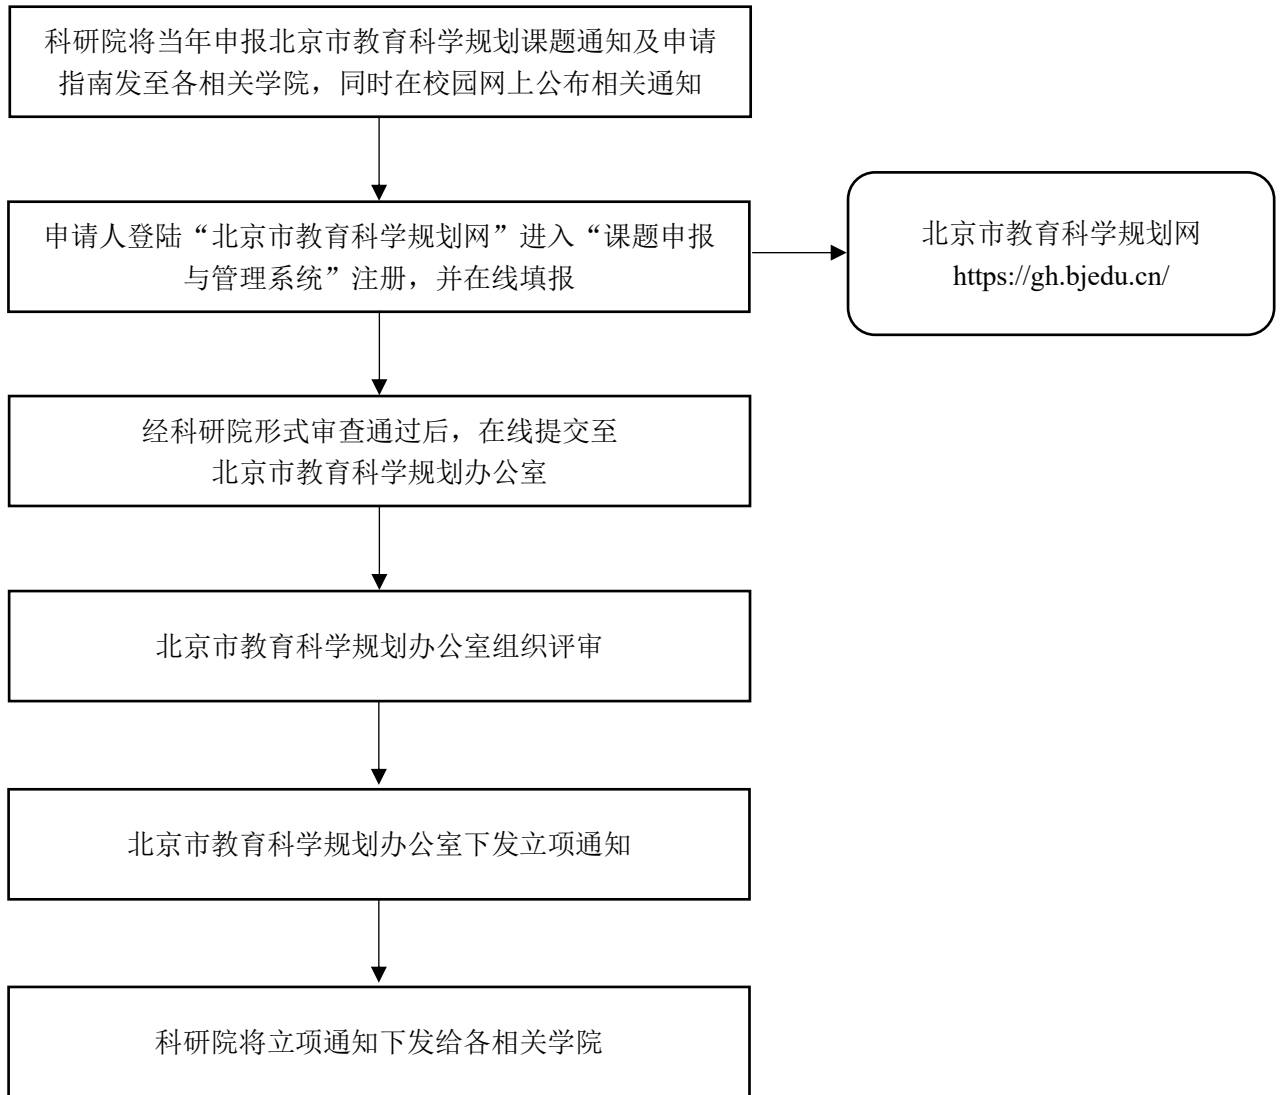 科研院将当年申报北京市教育科学规划课题通知及申请
指南发至各相关学院，同时在校园网上公布相关通知
申请人登陆“北京市教育科学规划网”进入“课题申报
与管理系统”注册，并在线填报
北京市教育科学规划网
https://gh.bjedu.cn/
经科研院形式审查通过后，在线提交至
北京市教育科学规划办公室
北京市教育科学规划办公室组织评审
北京市教育科学规划办公室下发立项通知
科研院将立项通知下发给各相关学院